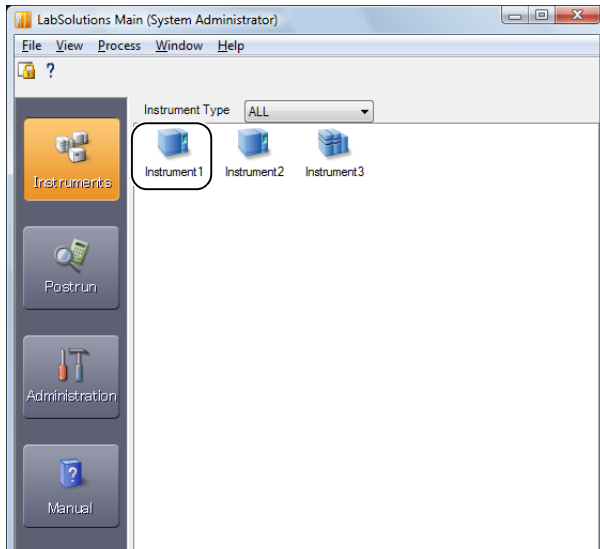 LabSolutions Main (System Administrator)
File View Process Window Help
?
Instrument Type ALL
Instrument1 Instrument2 Instrument3
Instruments
Postrun
Administration
?
Manual